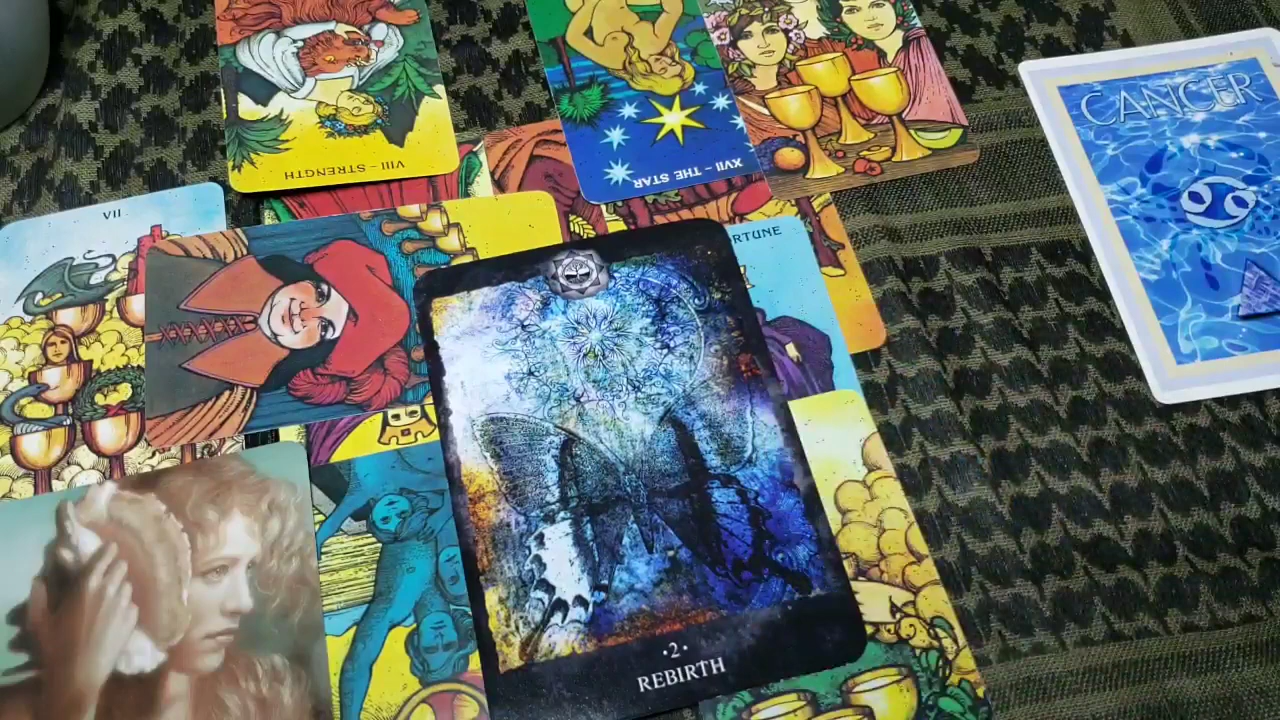 VIII – STRENGTH
XVII – THE STAR
CANCER
VII
RTUNE
·2·
REBIRTH